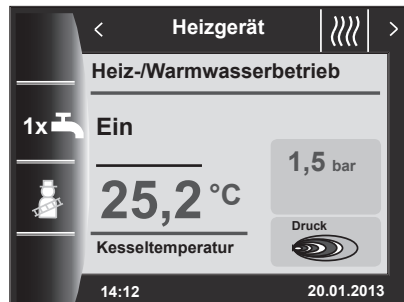 < Heizgerät >
Heiz-/Warmwasserbetrieb
1x
Ein
1,5 bar
25,2 °C
Druck
Kesseltemperatur
14:12 20.01.2013